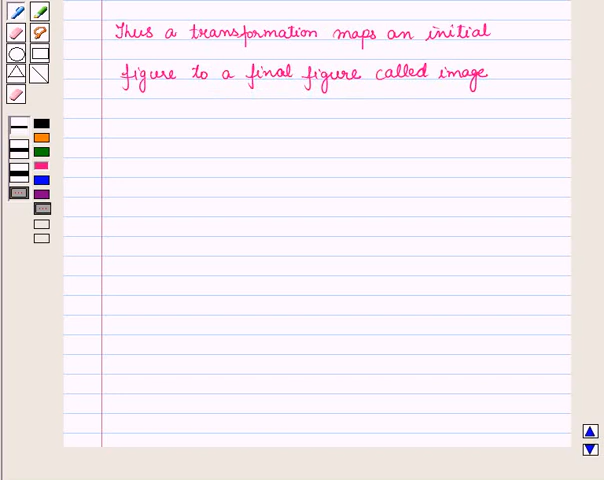 Thus a transformation maps an initial
figure to a final figure called image